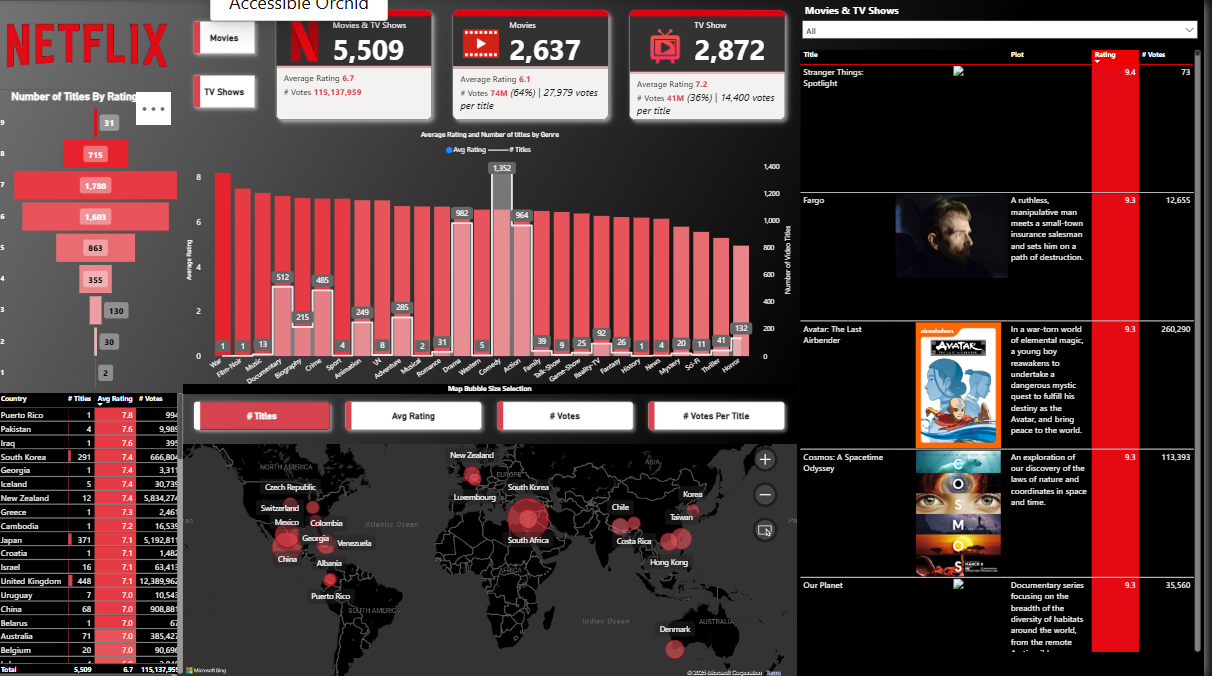 Accessible Orchid
NETFLIX
Movies
TV Shows
Movies & TV Shows
5,509
Average Rating 6.7
# Votes 115,137,959
Movies
2,637
Average Rating 6.1
# Votes 74M (64%) | 27,979 votes
per title
TV Show
2,872
Average Rating 7.2
# Votes 41M (36%) | 14,400 votes
per title
Number of Titles By Rating
9 31
8 715
7 1,780
6 1,603
5 863
4 355
3 130
2 30
1 2
Average Rating and Number of titles by Genre
Avg Rating # Titles
Average Rating
8
6
4
2
0
1 1 13 512 215 485 4 249 8 285 2 31 982 5 1,352 964 39 9 25 92 26 1 4 20 11 41 132
War Film-Noir Music Documentary Biography Crime Sport Animation Adventure Musical Romance Drama Western Comedy Action Family Talk-Show Game-Show Reality-TV Fantasy History News Mystery Sci-Fi Thriller Horror
1,400
1,200
1,000
800
600
400
200
0
Number of Video Titles
Country # Titles Avg Rating # Votes
Puerto Rico 1 7.8 994
Pakistan 4 7.6 9,989
Iraq 1 7.6 395
South Korea 291 7.4 666,804
Georgia 1 7.4 3,311
Iceland 5 7.4 30,739
New Zealand 12 7.4 5,834,274
Greece 1 7.3 2,461
Cambodia 1 7.2 16,539
Japan 371 7.1 5,192,811
Croatia 1 7.1 1,482
Israel 16 7.1 63,413
United Kingdom 448 7.1 12,389,962
Uruguay 7 7.0 10,543
China 68 7.0 908,881
Belarus 1 7.0 67
Australia 71 7.0 385,427
Belgium 20 7.0 90,696
Total 5,509 6.7 115,137,959
Map Bubble Size Selection
# Titles
Avg Rating
# Votes
# Votes Per Title
NORTH AMERICA
EUROPE
ASIA
New Zealand
Czech Republic
Luxembourg
South Korea
Korea
Switzerland
Mexico
Colombia
Atlantic Ocean
Chile
Taiwan
Georgia
Venezuela
South Africa
Costa Rica
China
Albania
Hong Kong
Puerto Rico
SOUTH AMERICA
Indian Ocean
Denmark
AUSTRALIA
Microsoft Bing
© 2025 Microsoft Corporation Terms
Movies & TV Shows
All
Title Plot Rating # Votes
Stranger Things:
Spotlight
9.4 73
Fargo
A ruthless,
manipulative man
meets a small-town
insurance salesman
and sets him on a
path of destruction.
9.3 12,655
Avatar: The Last
Airbender
nickelodeon
AVATAR
In a war-torn world
of elemental magic,
a young boy
reawakens to
undertake a
dangerous mystic
quest to fulfill his
destiny as the
Avatar, and bring
peace to the world.
9.3 260,290
Cosmos: A Spacetime
Odyssey
COSMOS
An exploration of
our discovery of the
laws of nature and
coordinates in space
and time.
9.3 113,393
Our Planet
Documentary series
focusing on the
breadth of the
diversity of habitats
around the world,
from the remote
9.3 35,560